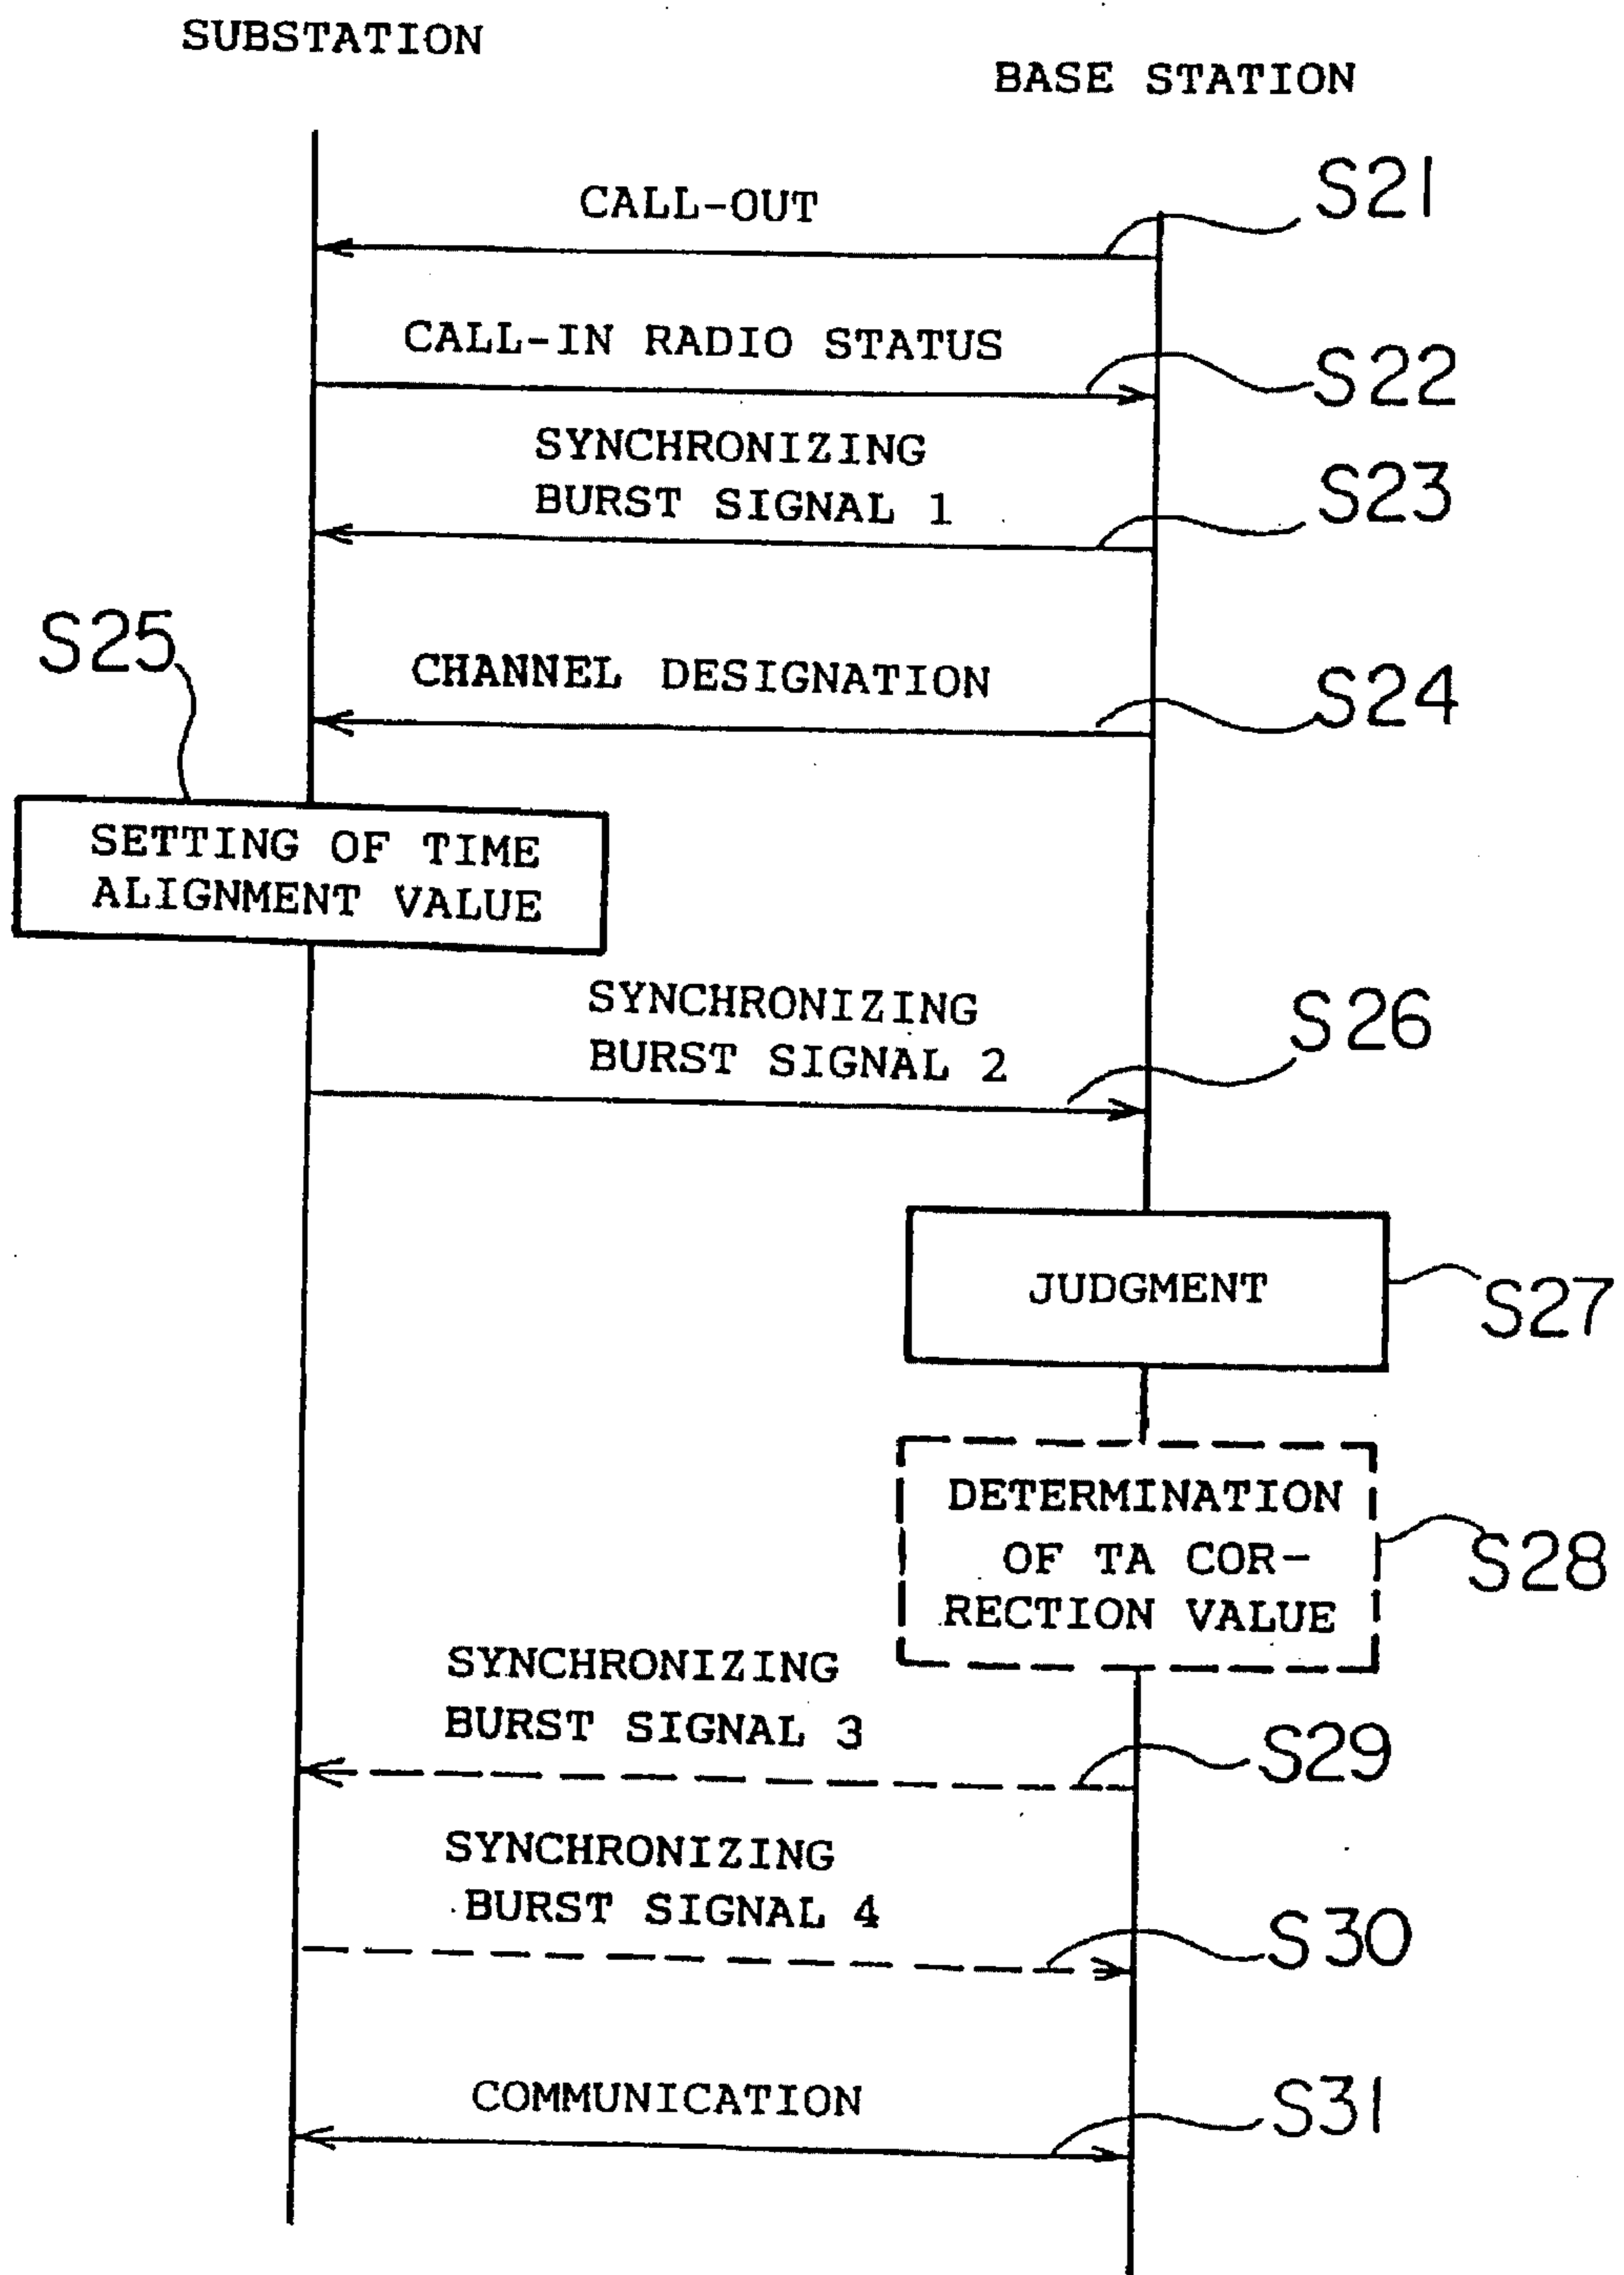 SUBSTATION
BASE STATION
CALL-OUT
S21
CALL-IN RADIO STATUS
S22
SYNCHRONIZING
BURST SIGNAL 1
S23
S25
CHANNEL DESIGNATION
S24
SETTING OF TIME
ALIGNMENT VALUE
SYNCHRONIZING
BURST SIGNAL 2
S26
JUDGMENT
S27
DETERMINATION
OF TA COR-
RECTION VALUE
S28
SYNCHRONIZING
BURST SIGNAL 3
S29
SYNCHRONIZING
BURST SIGNAL 4
S30
COMMUNICATION
S31